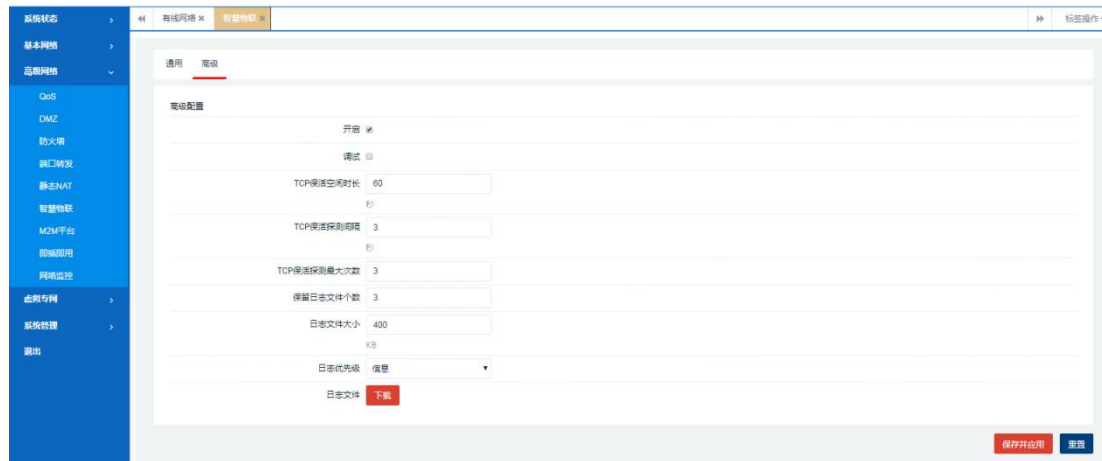 系统状态
基本网络
高级网络
QoS
DMZ
防火墙
端口转发
静态NAT
智慧物联
M2M平台
即插即用
网络监控
虚拟专网
系统管理
退出
有线网络 智慧物联 标签操作
通用 高级
高级配置
开启
调试
TCP保活空闲时长 60
秒
TCP保活探测间隔 3
秒
TCP保活探测最大次数 3
保留日志文件个数 3
日志文件大小 400
KB
日志优先级 信息
日志文件 下载
保存并应用 重置